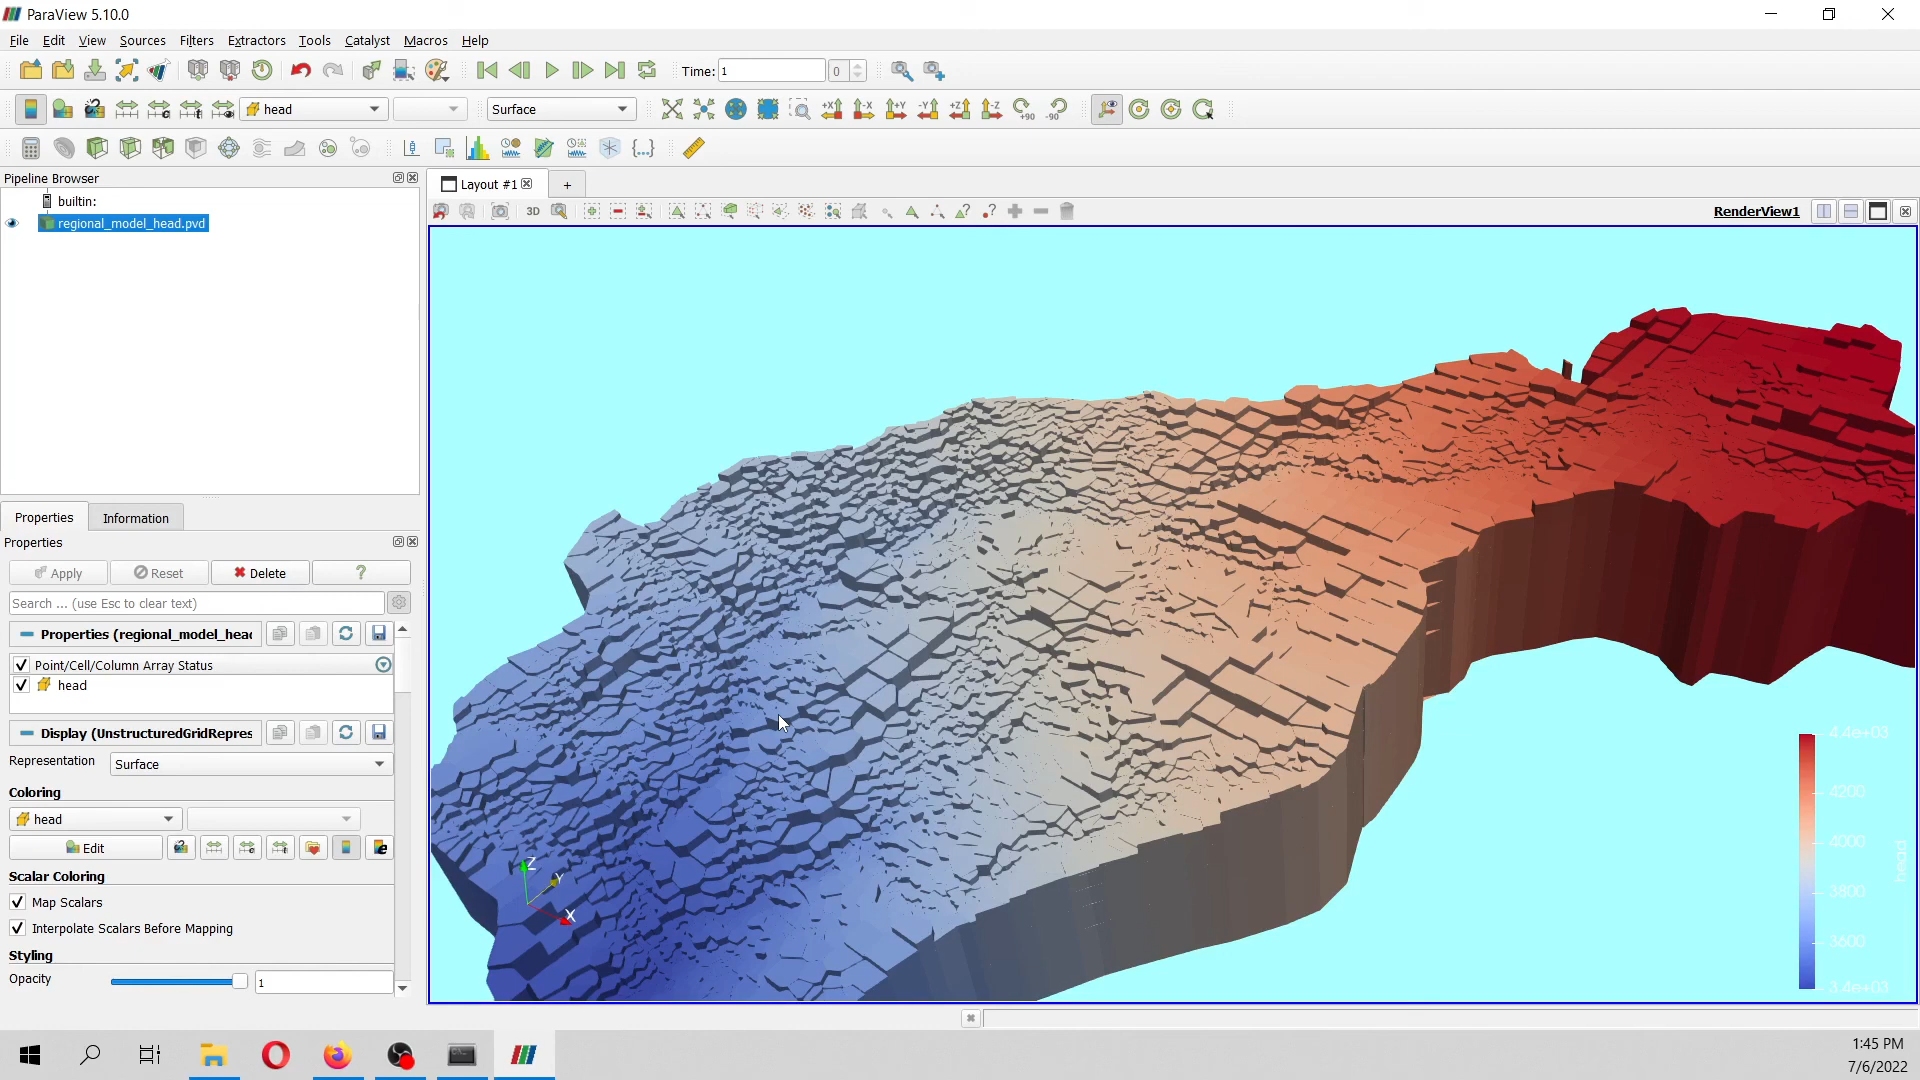 ParaView 5.10.0
File Edit View Sources Filters Extractors Tools Catalyst Macros Help
Time: 1 0
head Surface +X -X +Y -Y +Z -Z +90 -90
Pipeline Browser
builtin:
regional_model_head.pvd
Layout #1 +
3D RenderView1
Properties Information
Properties
Apply Reset Delete ?
Search ... (use Esc to clear text)
Properties (regional_model_head
Point/Cell/Column Array Status
head
Display (UnstructuredGridRepres
Representation Surface
Coloring
head
Edit
Scalar Coloring
Map Scalars
Interpolate Scalars Before Mapping
Styling
Opacity 1
Z
Y
X
4.4e+03
4200
4000
head
3800
3600
3.4e+03
1:45 PM
7/6/2022